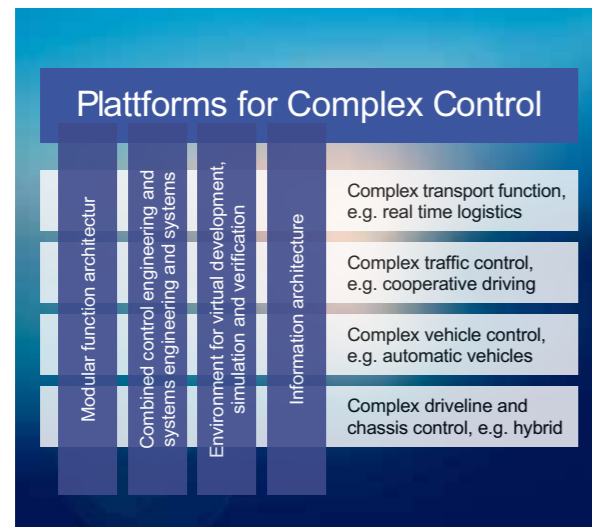 Plattforms for Complex Control
Modular function architectur
Combined control engineering and
systems engineering and systems
Environment for virtual development,
simulation and verification
Information architecture
Complex transport function,
e.g. real time logistics
Complex traffic control,
e.g. cooperative driving
Complex vehicle control,
e.g. automatic vehicles
Complex driveline and
chassis control, e.g. hybrid